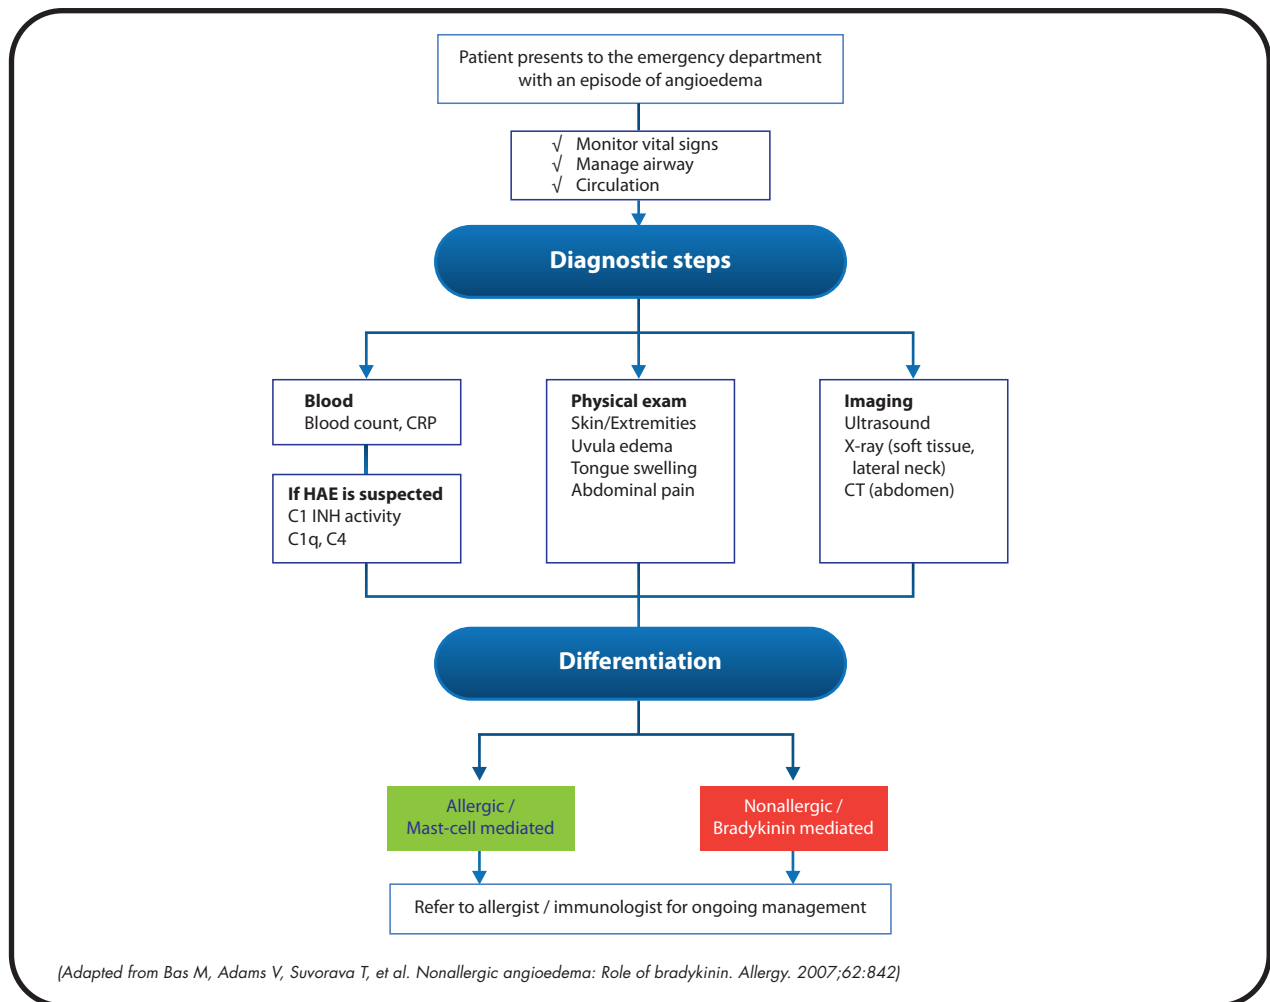 Patient presents to the emergency department
with an episode of angioedema
√ Monitor vital signs
√ Manage airway
√ Circulation
Diagnostic steps
Blood
Blood count, CRP
If HAE is suspected
C1 INH activity
C1q, C4
Physical exam
Skin/Extremities
Uvula edema
Tongue swelling
Abdominal pain
Imaging
Ultrasound
X-ray (soft tissue,
lateral neck)
CT (abdomen)
Differentiation
Allergic /
Mast-cell mediated
Nonallergic /
Bradykinin mediated
Refer to allergist / immunologist for ongoing management
(Adapted from Bas M, Adams V, Suvorava T, et al. Nonallergic angioedema: Role of bradykinin. Allergy. 2007;62:842)